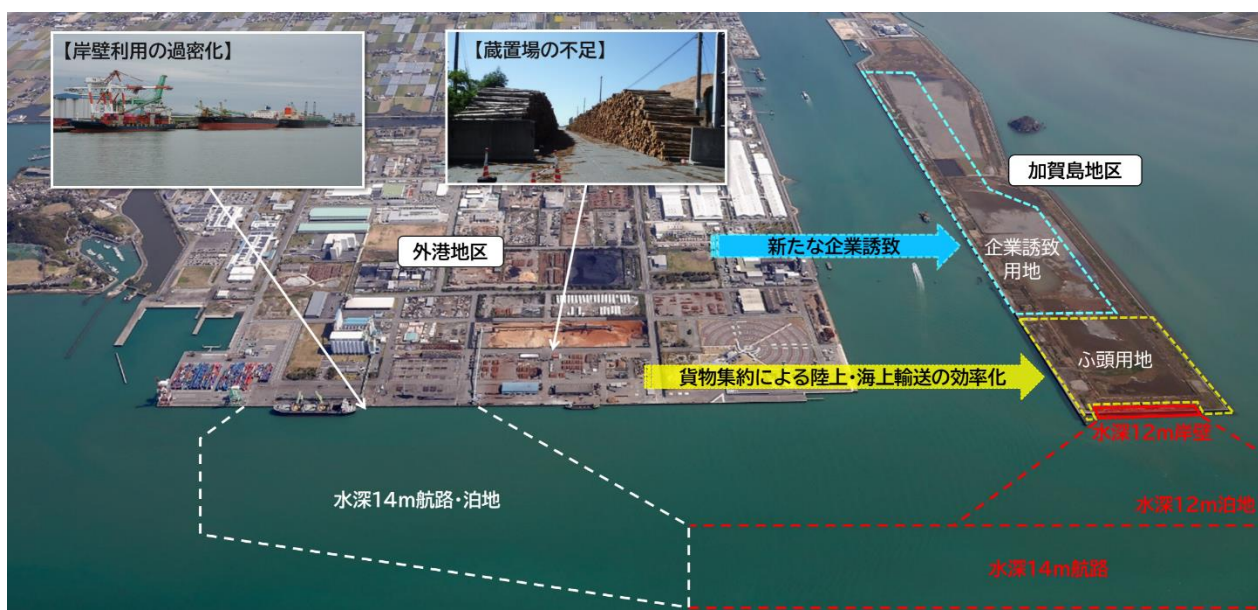 【岸壁利用の過密化】
【蔵置場の不足】
加賀島地区
外港地区
新たな企業誘致
企業誘致
用地
ふ頭用地
貨物集約による陸上・海上輸送の効率化
水深12m岸壁
水深14m航路・泊地
水深12m泊地
水深14m航路